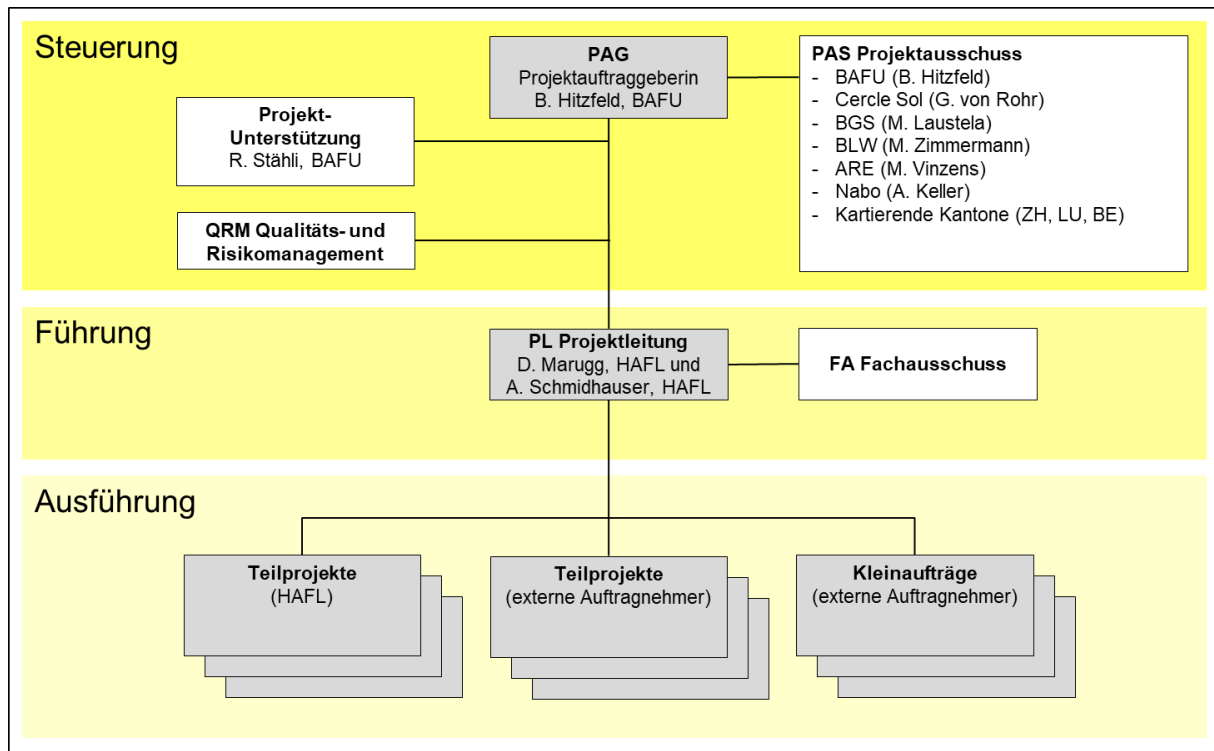 Steuerung
PAG
Projektauftraggeberin
B. Hitzfeld, BAFU
PAS Projektausschuss
- BAFU (B. Hitzfeld)
- Cercle Sol (G. von Rohr)
- BGS (M. Laustela)
- BLW (M. Zimmermann)
- ARE (M. Vinzens)
- Nabo (A. Keller)
- Kartierende Kantone (ZH, LU, BE)
Projekt-
Unterstützung
R. Stähli, BAFU
QRM Qualitäts- und
Risikomanagement
Führung
PL Projektleitung
D. Marugg, HAFL und
A. Schmidhauser, HAFL
FA Fachausschuss
Ausführung
Teilprojekte
(HAFL)
Teilprojekte
(externe Auftragnehmer)
Kleinaufträge
(externe Auftragnehmer)